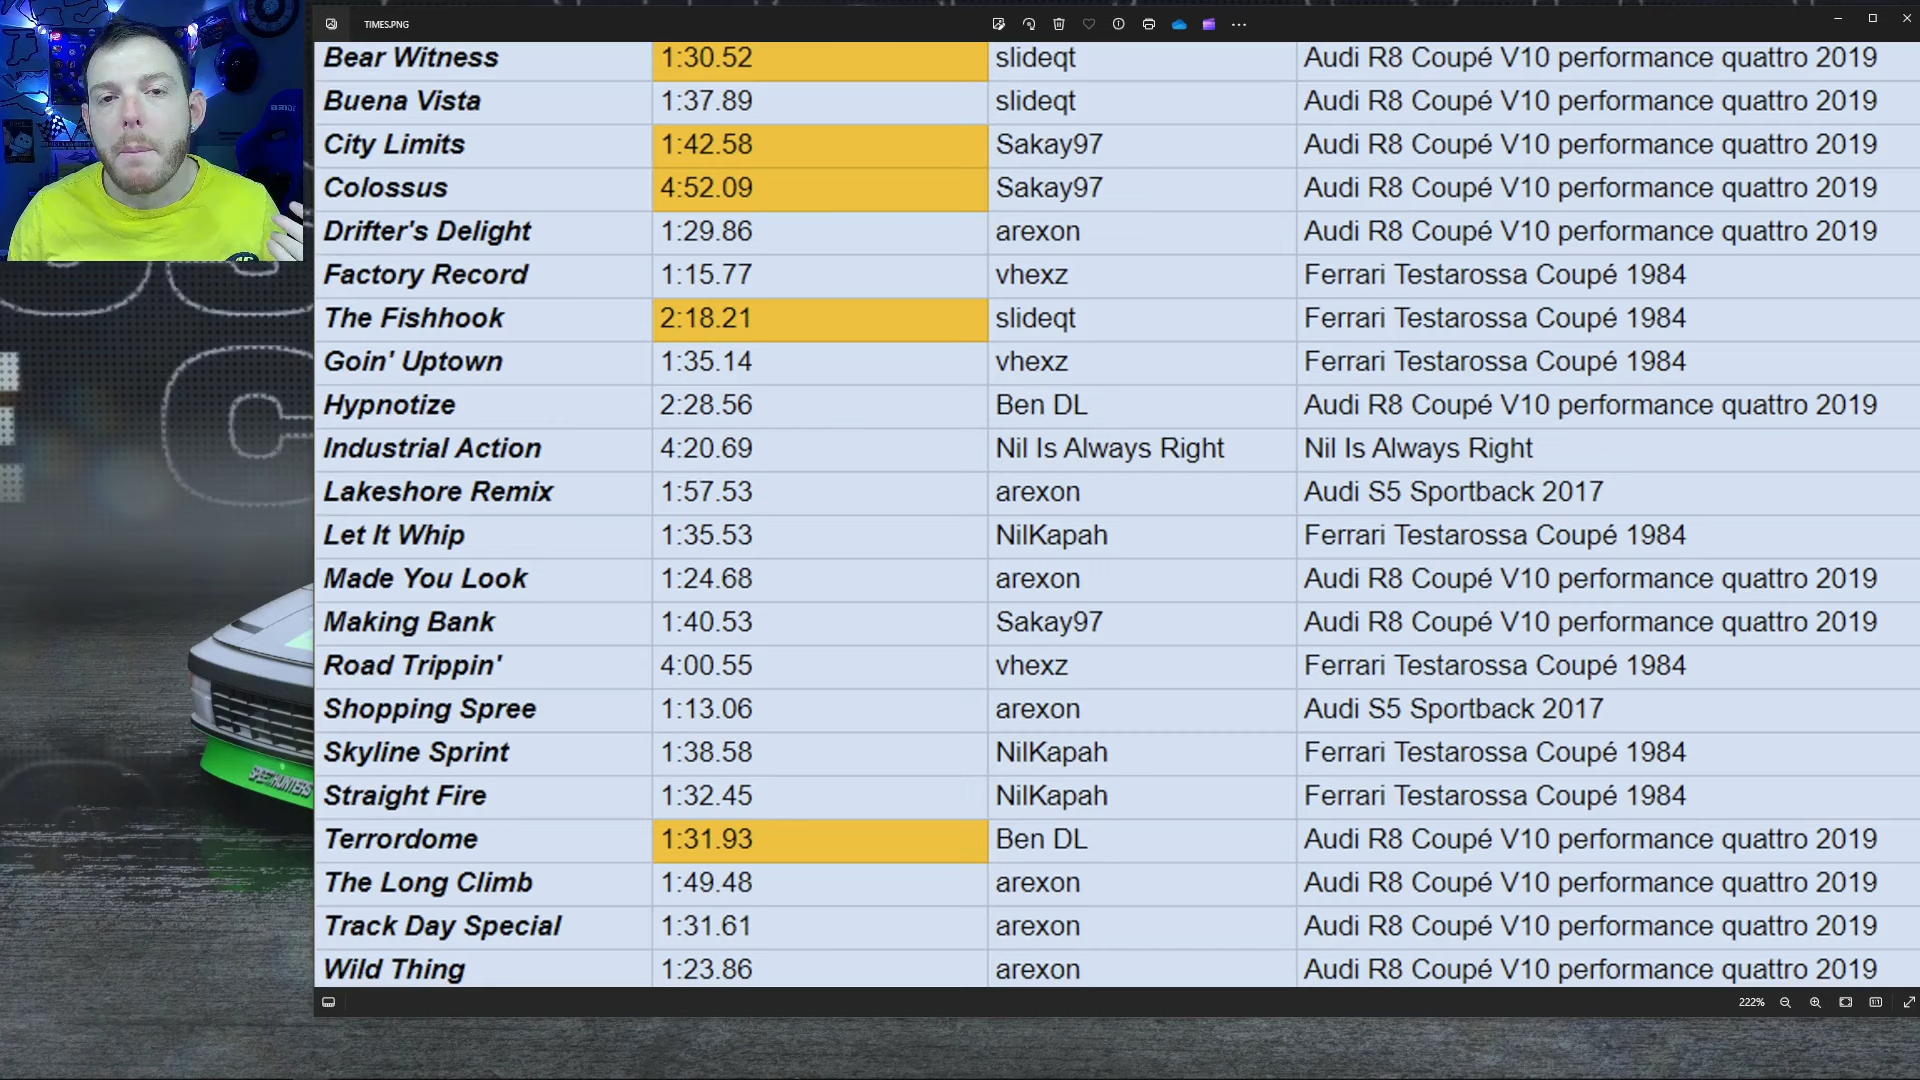 TIMES.PNG
Bear Witness 1:30.52 slideqt Audi R8 Coupé V10 performance quattro 2019
Buena Vista 1:37.89 slideqt Audi R8 Coupé V10 performance quattro 2019
City Limits 1:42.58 Sakay97 Audi R8 Coupé V10 performance quattro 2019
Colossus 4:52.09 Sakay97 Audi R8 Coupé V10 performance quattro 2019
Drifter's Delight 1:29.86 arexon Audi R8 Coupé V10 performance quattro 2019
Factory Record 1:15.77 vhexz Ferrari Testarossa Coupé 1984
The Fishhook 2:18.21 slideqt Ferrari Testarossa Coupé 1984
Goin' Uptown 1:35.14 vhexz Ferrari Testarossa Coupé 1984
Hypnotize 2:28.56 Ben DL Audi R8 Coupé V10 performance quattro 2019
Industrial Action 4:20.69 Nil Is Always Right Nil Is Always Right
Lakeshore Remix 1:57.53 arexon Audi S5 Sportback 2017
Let It Whip 1:35.53 NilKapah Ferrari Testarossa Coupé 1984
Made You Look 1:24.68 arexon Audi R8 Coupé V10 performance quattro 2019
Making Bank 1:40.53 Sakay97 Audi R8 Coupé V10 performance quattro 2019
Road Trippin' 4:00.55 vhexz Ferrari Testarossa Coupé 1984
Shopping Spree 1:13.06 arexon Audi S5 Sportback 2017
Skyline Sprint 1:38.58 NilKapah Ferrari Testarossa Coupé 1984
Straight Fire 1:32.45 NilKapah Ferrari Testarossa Coupé 1984
Terrordome 1:31.93 Ben DL Audi R8 Coupé V10 performance quattro 2019
The Long Climb 1:49.48 arexon Audi R8 Coupé V10 performance quattro 2019
Track Day Special 1:31.61 arexon Audi R8 Coupé V10 performance quattro 2019
Wild Thing 1:23.86 arexon Audi R8 Coupé V10 performance quattro 2019
SPEEDHUNTERS
222%